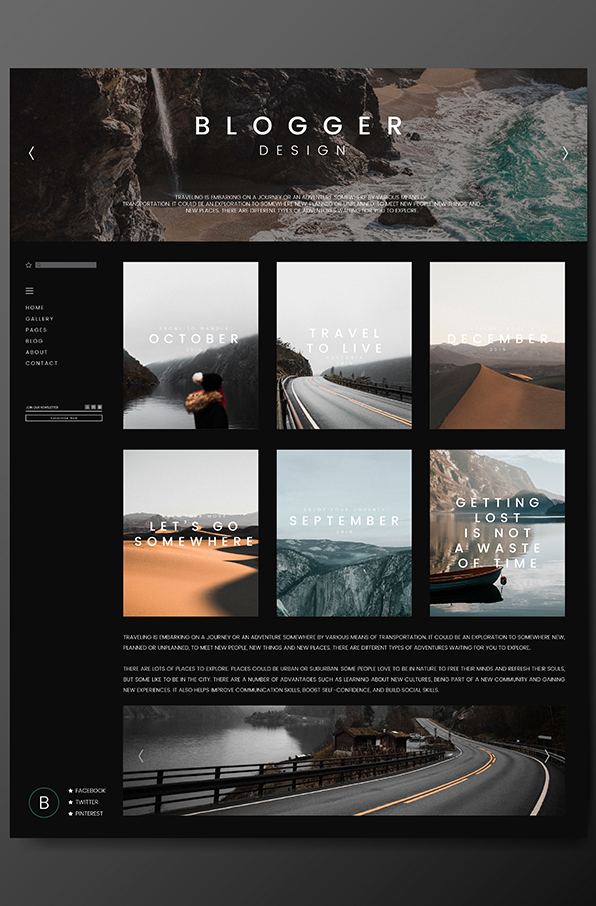 BLOGGER
DESIGN
TRAVELING IS EMBARKING ON A JOURNEY OR AN ADVENTURE SOMEWHERE BY VARIOUS MEANS OF
TRANSPORTATION. IT COULD BE AN EXPLORATION TO SOMEWHERE NEW, PLANNED OR UNPLANNED, TO MEET NEW PEOPLE, NEW THINGS AND
NEW PLACES. THERE ARE DIFFERENT TYPES OF ADVENTURES WAITING FOR YOU TO EXPLORE.
HOME
GALLERY
PAGES
BLOG
ABOUT
CONTACT
JOIN OUR NEWSLETTER
OCTOBER
TRAVEL
TO LIVE
DECEMBER
2019
LET'S GO
SOMEWHERE
SEPTEMBER
GETTING
LOST
IS NOT
A WASTE
OF TIME
TRAVELING IS EMBARKING ON A JOURNEY OR AN ADVENTURE SOMEWHERE BY VARIOUS MEANS OF TRANSPORTATION. IT COULD BE AN EXPLORATION TO SOMEWHERE NEW,
PLANNED OR UNPLANNED, TO MEET NEW PEOPLE, NEW THINGS AND NEW PLACES. THERE ARE DIFFERENT TYPES OF ADVENTURES WAITING FOR YOU TO EXPLORE.
THERE ARE LOTS OF PLACES TO EXPLORE. PLACES COULD BE URBAN OR SUBURBAN. SOME PEOPLE LOVE TO BE IN NATURE TO FREE THEIR MINDS AND REFRESH THEIR SOULS,
BUT SOME LIKE TO BE IN THE CITY. THERE ARE A NUMBER OF ADVANTAGES SUCH AS LEARNING ABOUT NEW CULTURES, BEING PART OF A NEW COMMUNITY AND GAINING
NEW EXPERIENCES. IT ALSO HELPS IMPROVE COMMUNICATION SKILLS, BOOST SELF-CONFIDENCE, AND BUILD SOCIAL SKILLS.
B
FACEBOOK
TWITTER
PINTEREST